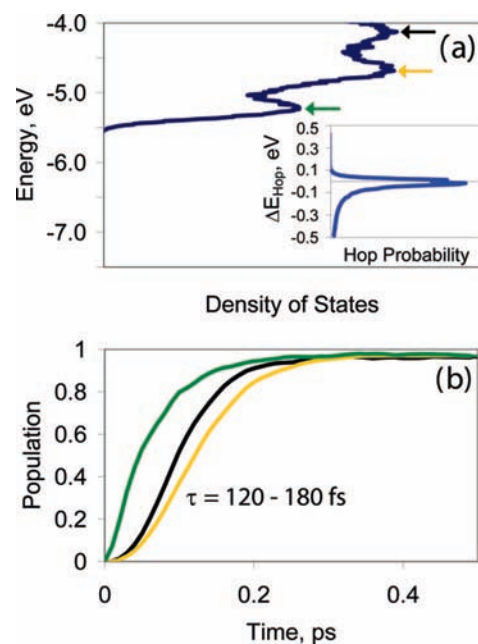 -4.0
(a)
-5.0
-6.0
-7.0
Energy, eV
0.5
0.3
0.1
-0.1
-0.3
-0.5
ΔE_Hop, eV
Hop Probability
Density of States
1
0.8
0.6
0.4
0.2
0
Population
(b)
τ = 120 - 180 fs
0
0.2
0.4
Time, ps